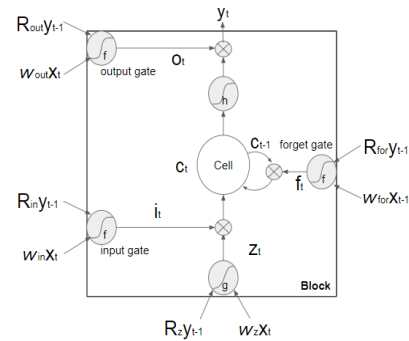 yt
Routyt-1
f
woutxt
output gate
ot
h
ct-1
forget gate
ct
Cell
Rforyt-1
ft
f
wforxt-1
Rinyt-1
it
f
winxt
input gate
zt
g
Block
Rzyt-1
wzxt